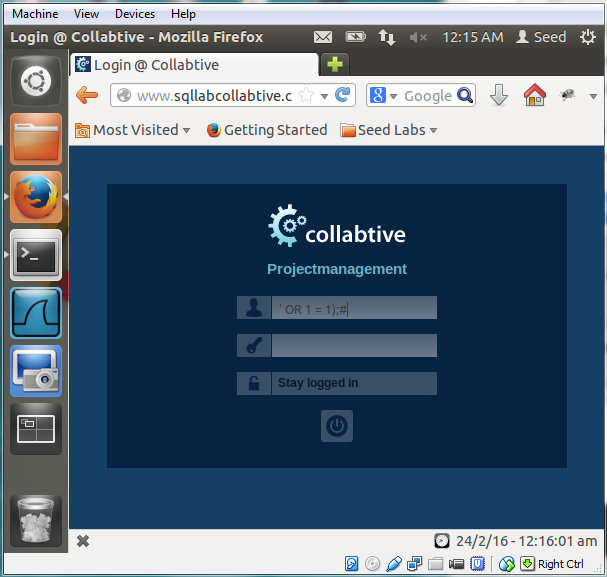 Machine View Devices Help
Login @ Collabtive - Mozilla Firefox 12:15 AM Seed
Login @ Collabtive
www.sqllabcollabtive.c Google
Most Visited Getting Started Seed Labs
collabtive
Projectmanagement
' OR 1 = 1);#
Stay logged in
24/2/16 - 12:16:01 am
Right Ctrl